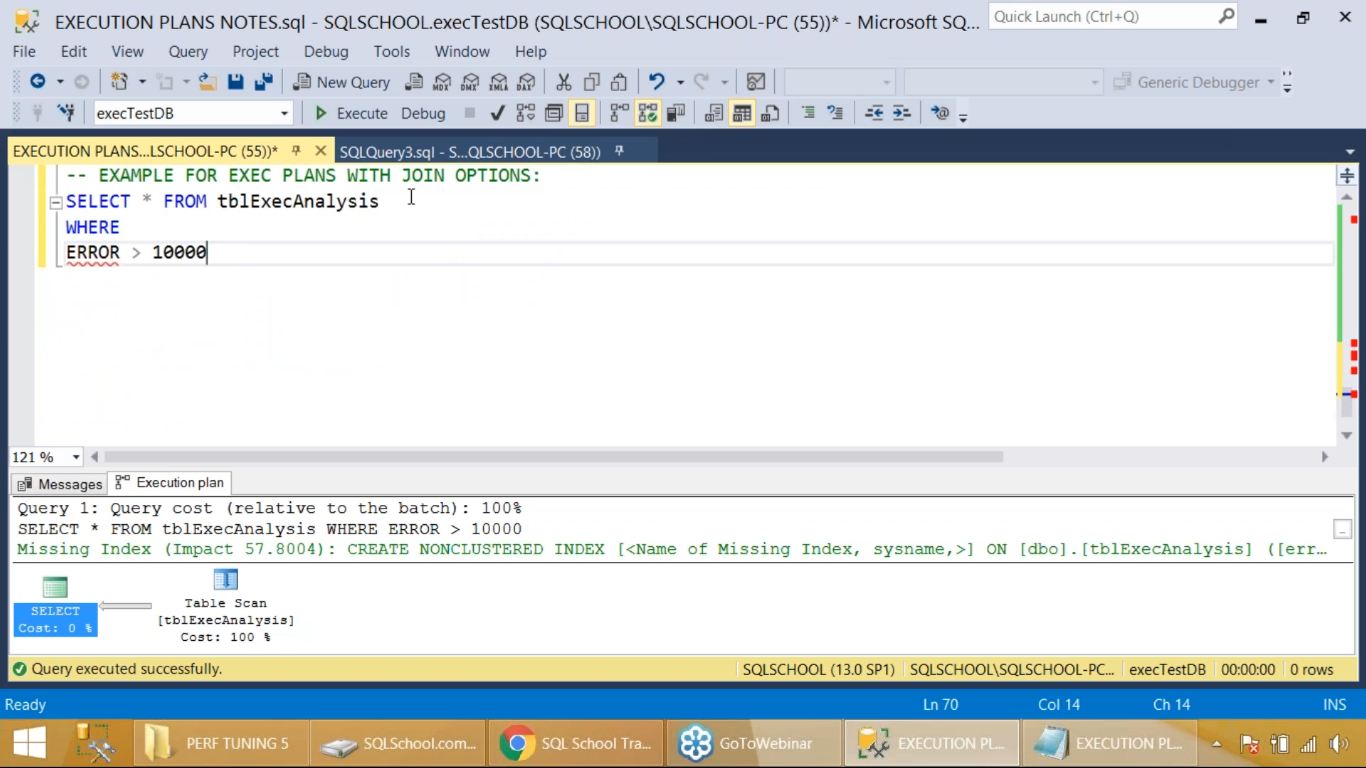 EXECUTION PLANS NOTES.sql - SQLSCHOOL.execTestDB (SQLSCHOOL\SQLSCHOOL-PC (55))* - Microsoft SQ...
Quick Launch (Ctrl+Q)
File Edit View Query Project Debug Tools Window Help
New Query
MDX DMX XMLA DAX
Generic Debugger
execTestDB
Execute Debug
EXECUTION PLANS...LSCHOOL-PC (55))*
SQLQuery3.sql - S...QLSCHOOL-PC (58))
-- EXAMPLE FOR EXEC PLANS WITH JOIN OPTIONS:
SELECT * FROM tblExecAnalysis
WHERE
ERROR > 10000
121 %
Messages
Execution plan
Query 1: Query cost (relative to the batch): 100%
SELECT * FROM tblExecAnalysis WHERE ERROR > 10000
Missing Index (Impact 57.8004): CREATE NONCLUSTERED INDEX [<Name of Missing Index, sysname,>] ON [dbo].[tblExecAnalysis] ([err...
SELECT
Cost: 0 %
Table Scan
[tblExecAnalysis]
Cost: 100 %
Query executed successfully.
SQLSCHOOL (13.0 SP1)
SQLSCHOOL\SQLSCHOOL-PC...
execTestDB
00:00:00
0 rows
Ready
Ln 70
Col 14
Ch 14
INS
PERF TUNING 5
SQLSchool.com...
SQL School Tra...
GoToWebinar
EXECUTION PL...
EXECUTION PL...